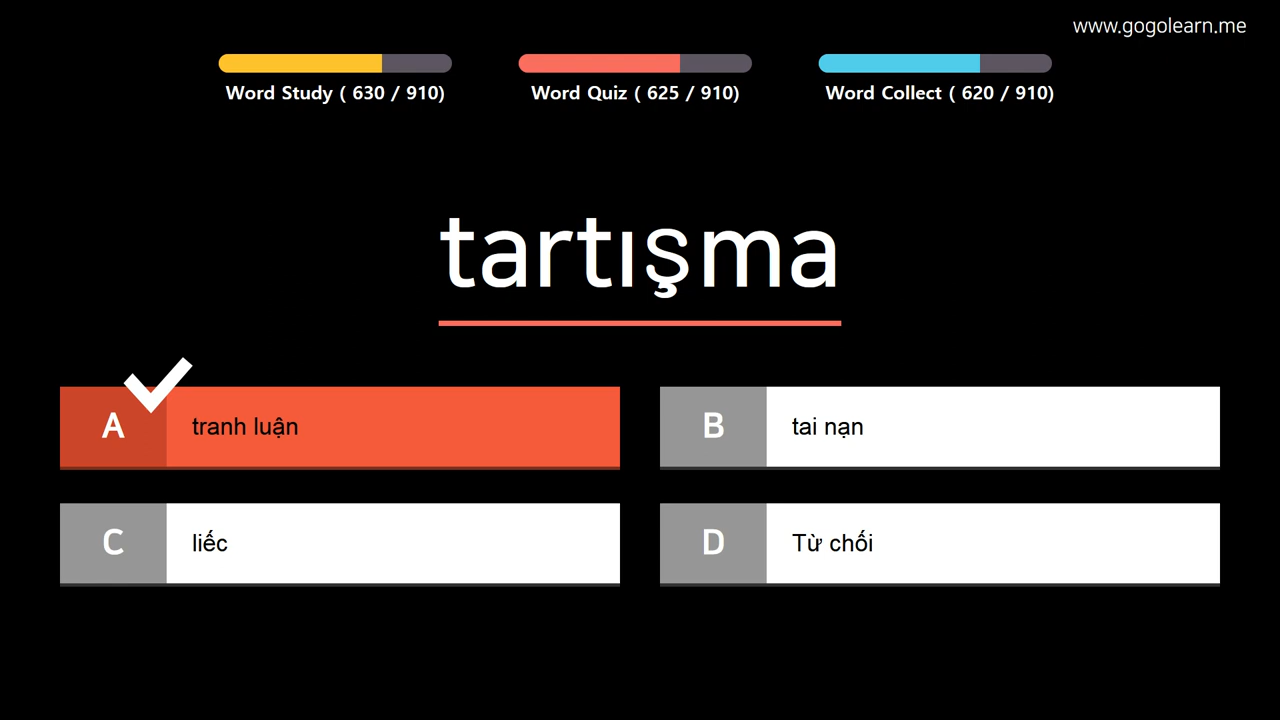 www.gogolearn.me
Word Study ( 630 / 910)
Word Quiz ( 625 / 910)
Word Collect ( 620 / 910)
tartışma
A
tranh luận
B
tai nạn
C
liếc
D
Từ chối